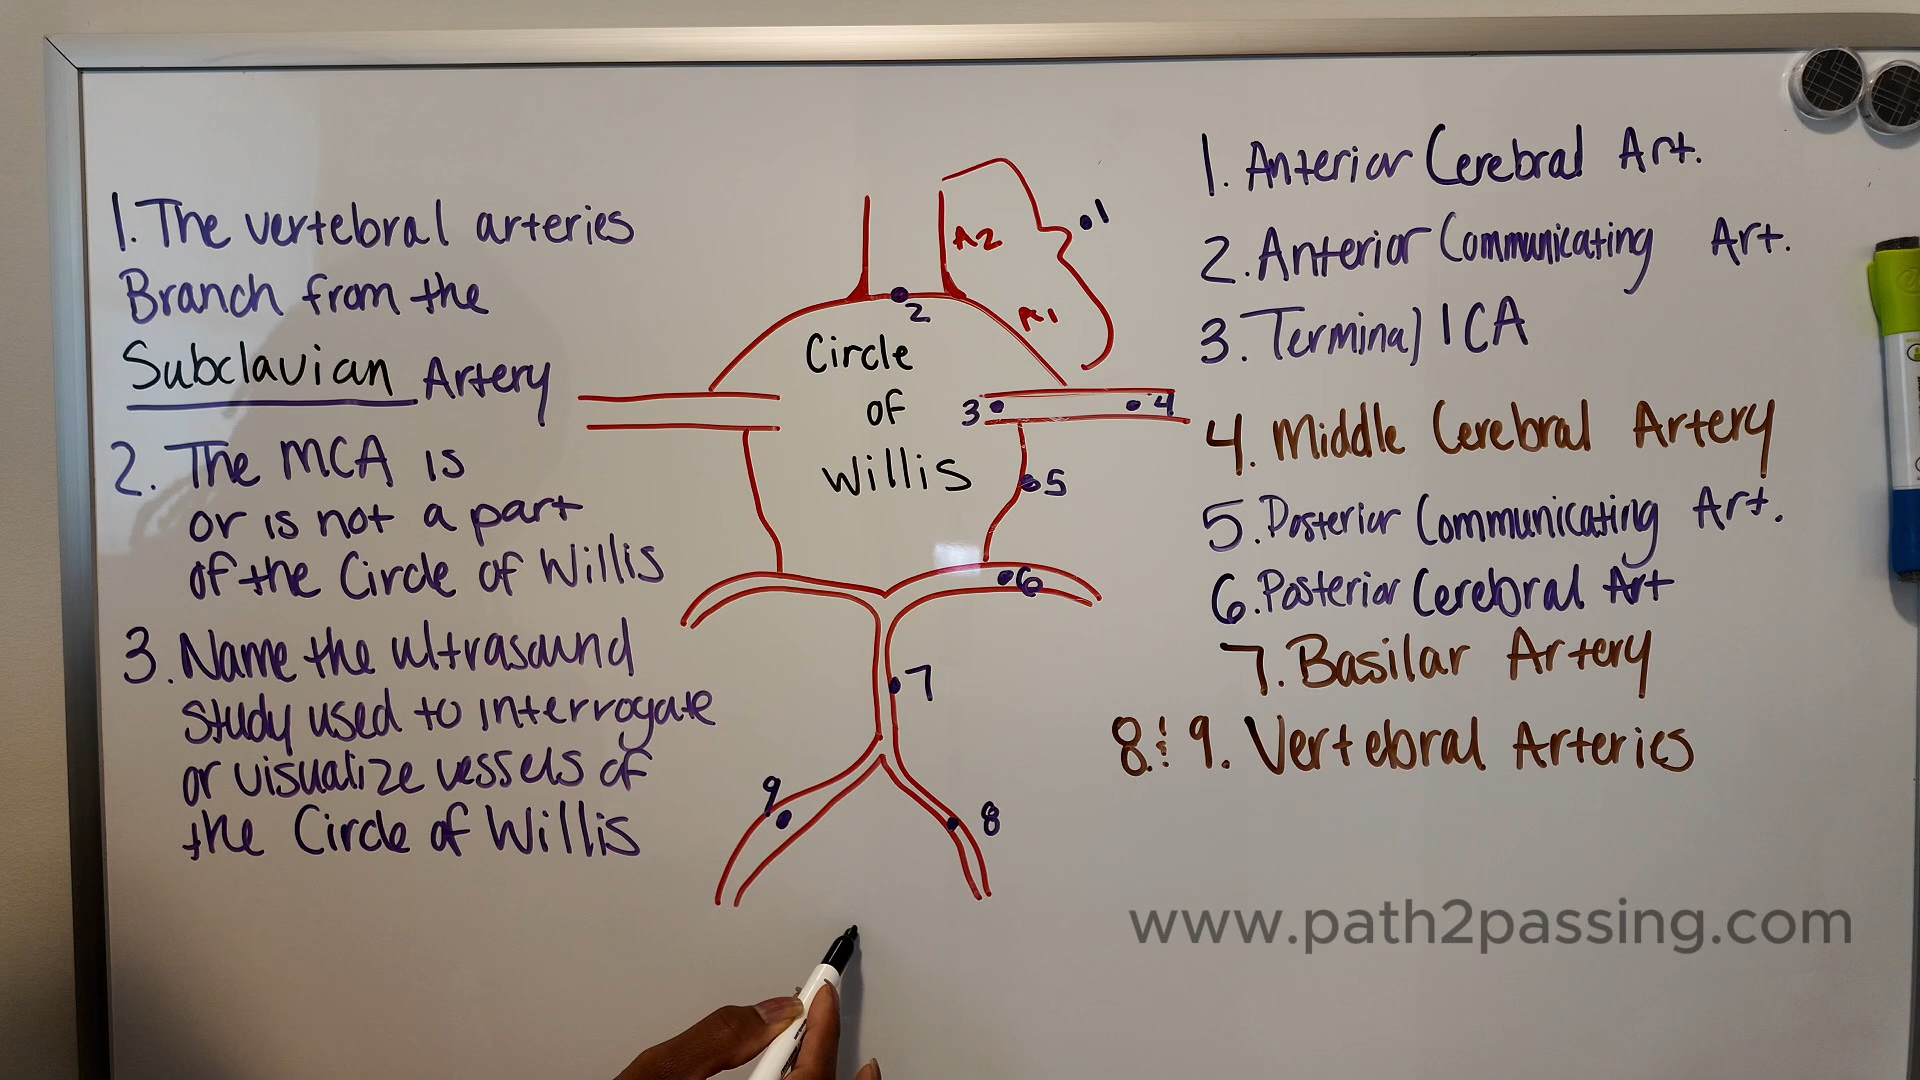 1. The vertebral arteries
Branch from the
Subclavian Artery
2. The MCA is
or is not a part
of the Circle of Willis
3. Name the ultrasound
study used to interrogate
or visualize vessels of
the Circle of Willis
A2
1
A1
2
Circle
of
Willis
3
4
5
6
7
9
8
1. Anterior Cerebral Art.
2. Anterior Communicating Art.
3. Terminal ICA
4. Middle Cerebral Artery
5. Posterior Communicating Art.
6. Posterior Cerebral Art
7. Basilar Artery
8 & 9. Vertebral Arteries
www.path2passing.com